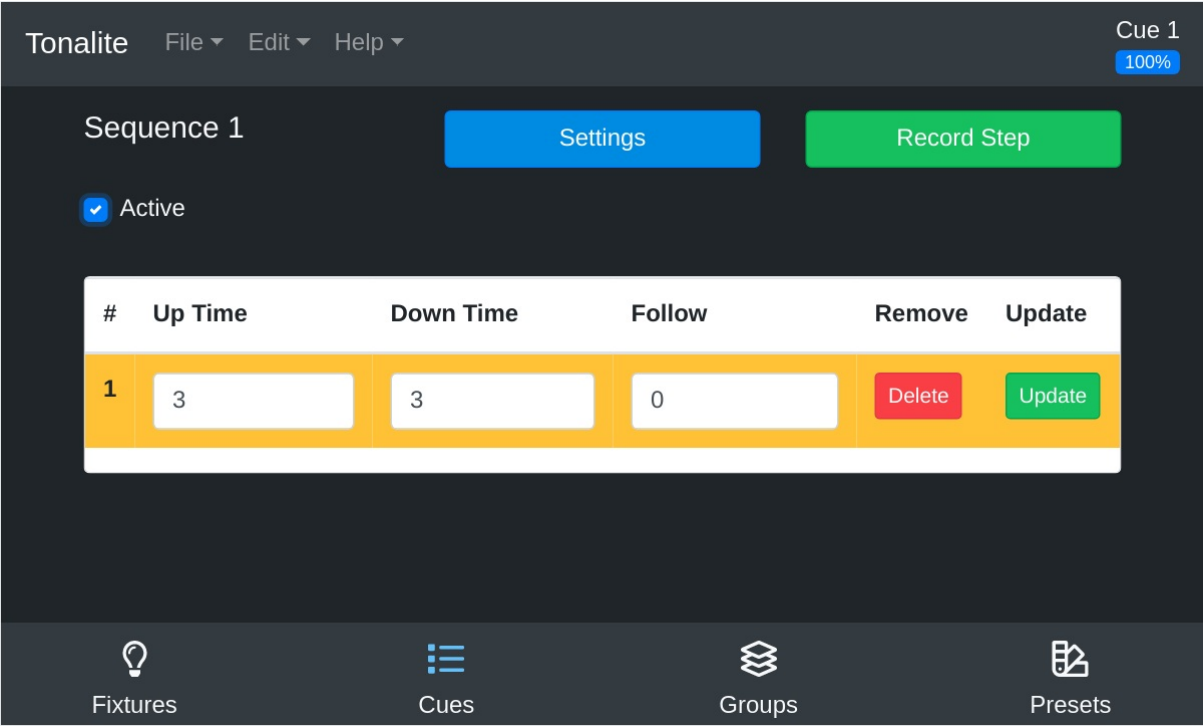 Tonalite File Edit Help Cue 1
100%
Sequence 1 Settings Record Step
Active
# Up Time Down Time Follow Remove Update
1 3 3 0 Delete Update
Fixtures Cues Groups Presets